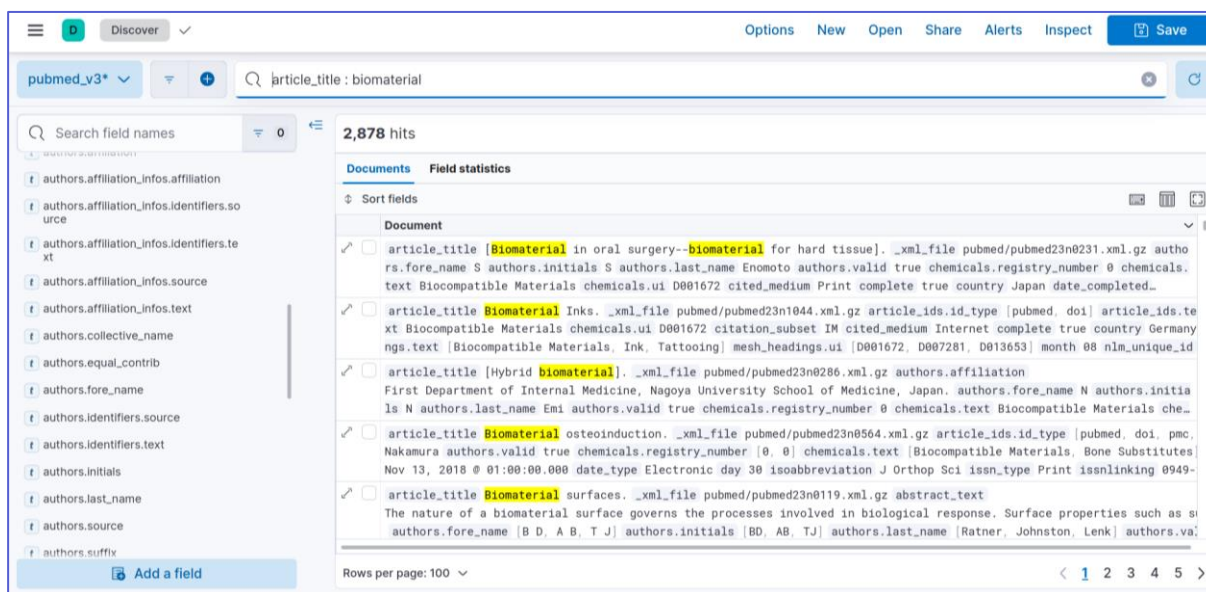 D Discover Options New Open Share Alerts Inspect Save
pubmed_v3* article_title : biomaterial
Search field names 0
authors.affiliation
authors.affiliation_infos.affiliation
authors.affiliation_infos.identifiers.so
urce
authors.affiliation_infos.identifiers.te
xt
authors.affiliation_infos.source
authors.affiliation_infos.text
authors.collective_name
authors.equal_contrib
authors.fore_name
authors.identifiers.source
authors.identifiers.text
authors.initials
authors.last_name
authors.source
authors.suffix
Add a field
2,878 hits
Documents Field statistics
Sort fields
Document
article_title [Biomaterial in oral surgery--biomaterial for hard tissue]. _xml_file pubmed/pubmed23n0231.xml.gz autho
rs.fore_name S authors.initials S authors.last_name Enomoto authors.valid true chemicals.registry_number 0 chemicals.
text Biocompatible Materials chemicals.ui D001672 cited_medium Print complete true country Japan date_completed…
article_title Biomaterial Inks. _xml_file pubmed/pubmed23n1044.xml.gz article_ids.id_type [pubmed, doi] article_ids.te
xt Biocompatible Materials chemicals.ui D001672 citation_subset IM cited_medium Internet complete true country Germany
ngs.text [Biocompatible Materials, Ink, Tattooing] mesh_headings.ui [D001672, D007281, D013653] month 08 nlm_unique_id
article_title [Hybrid biomaterial]. _xml_file pubmed/pubmed23n0286.xml.gz authors.affiliation
First Department of Internal Medicine, Nagoya University School of Medicine, Japan. authors.fore_name N authors.initia
ls N authors.last_name Emi authors.valid true chemicals.registry_number 0 chemicals.text Biocompatible Materials che…
article_title Biomaterial osteoinduction. _xml_file pubmed/pubmed23n0564.xml.gz article_ids.id_type [pubmed, doi, pmc,
Nakamura authors.valid true chemicals.registry_number [0, 0] chemicals.text [Biocompatible Materials, Bone Substitutes]
Nov 13, 2018 @ 01:00:00.000 date_type Electronic day 30 isoabbreviation J Orthop Sci issn_type Print issnlinking 0949-
article_title Biomaterial surfaces. _xml_file pubmed/pubmed23n0119.xml.gz abstract_text
The nature of a biomaterial surface governs the processes involved in biological response. Surface properties such as
authors.fore_name [B D, A B, T J] authors.initials [BD, AB, TJ] authors.last_name [Ratner, Johnston, Lenk] authors.va
Rows per page: 100 1 2 3 4 5